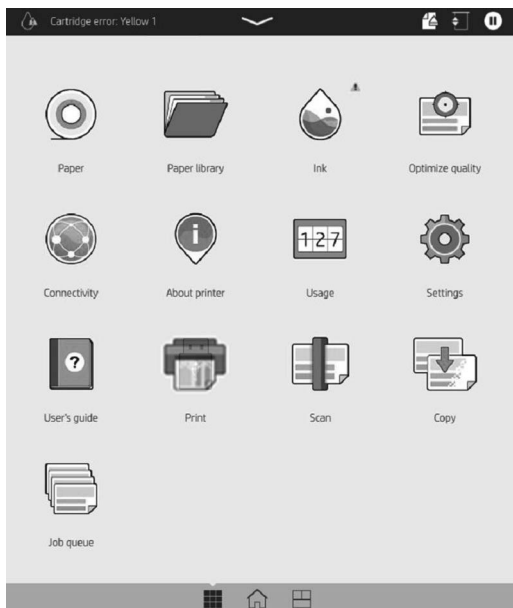 Cartridge error: Yellow 1
Paper
Paper library
Ink
Optimize quality
Connectivity
i
About printer
127
Usage
Settings
?
User's guide
Print
Scan
Copy
Job queue